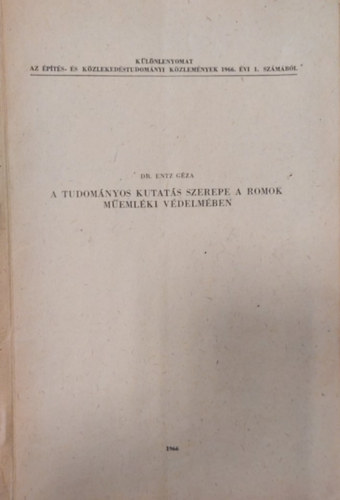 KÜLÖNLENYOMAT
AZ ÉPÍTÉS- ÉS KÖZLEKEDÉSTUDOMÁNYI KÖZLEMÉNYEK 1966. ÉVI 1. SZÁMÁBÓL
DR. ENTZ GÉZA
A TUDOMÁNYOS KUTATÁS SZEREPE A ROMOK
MŰEMLÉKI VÉDELMÉBEN
1966